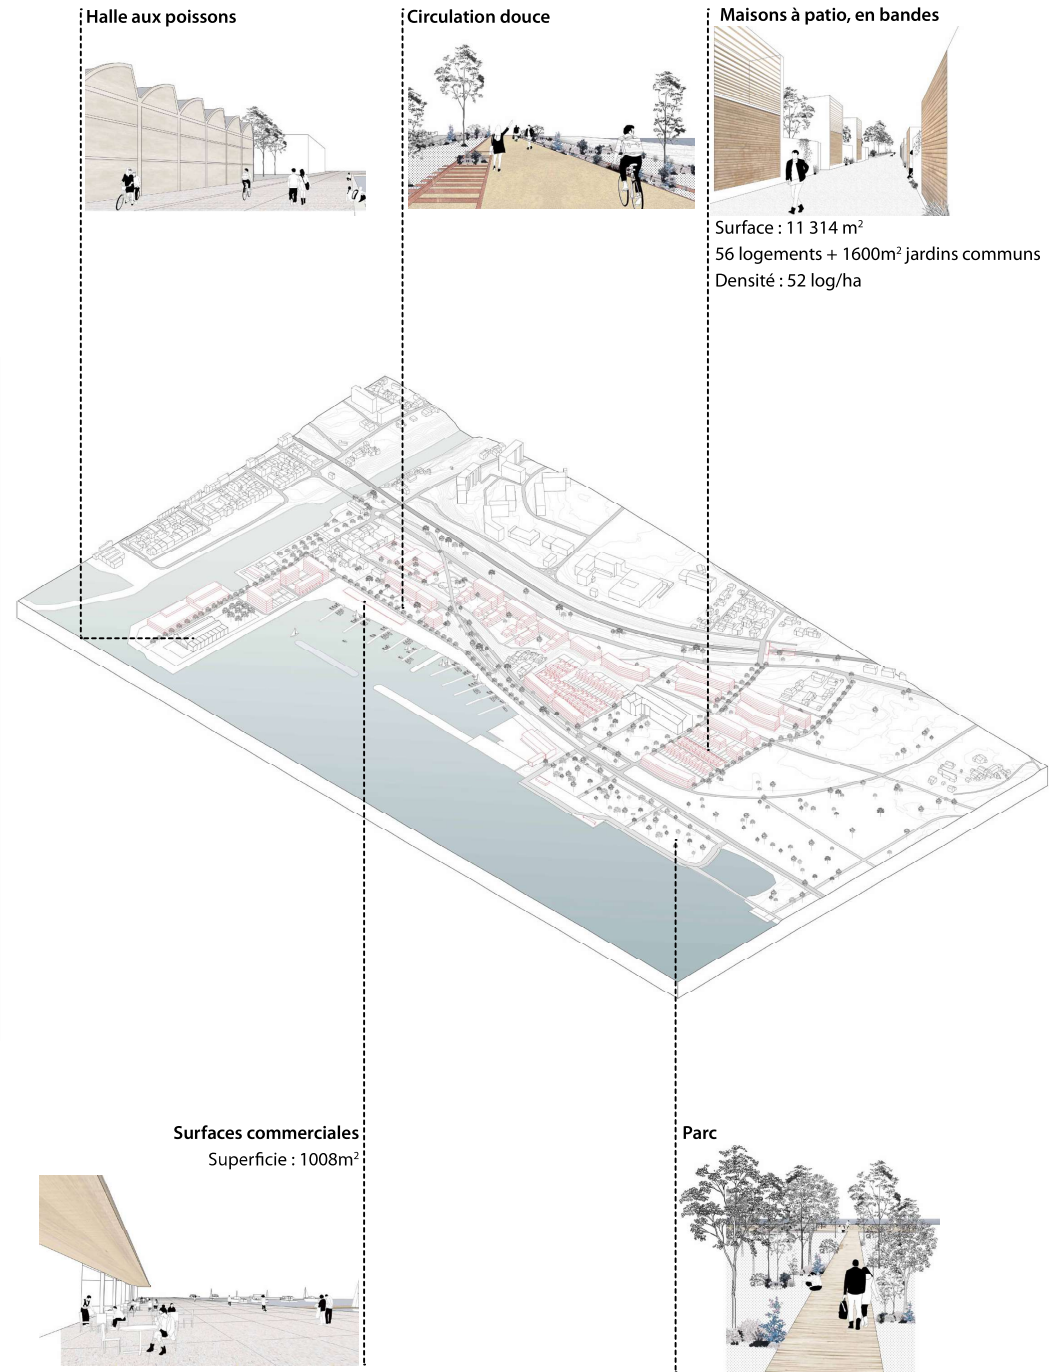 Halle aux poissons
Circulation douce
Maisons à patio, en bandes
Surface : 11 314 m²
56 logements + 1600m² jardins communs
Densité : 52 log/ha
Surfaces commerciales
Superficie : 1008m²
Parc